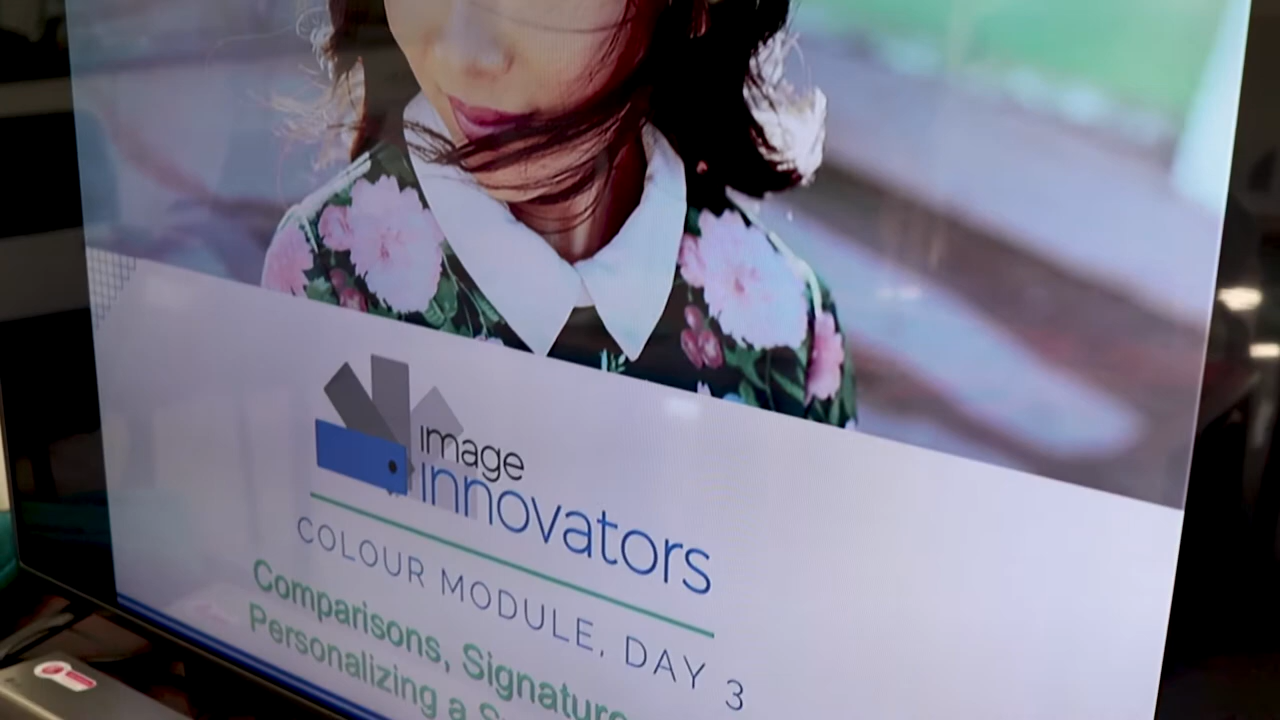 image
innovators
COLOUR MODULE, DAY 3
Comparisons, Signature
Personalizing a